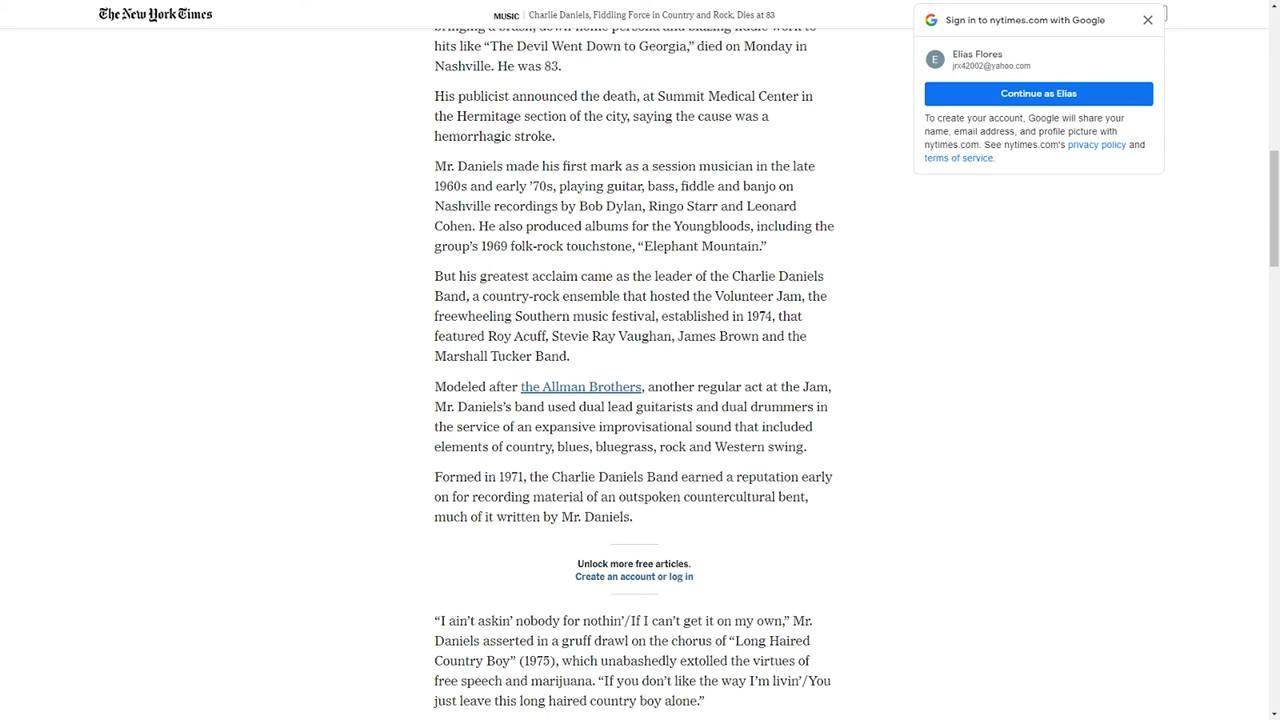 The New York Times
MUSIC | Charlie Daniels, Fiddling Force in Country and Rock, Dies at 83
bringing a brash, down-home persona and blazing fiddle work to
hits like “The Devil Went Down to Georgia,” died on Monday in
Nashville. He was 83.
His publicist announced the death, at Summit Medical Center in
the Hermitage section of the city, saying the cause was a
hemorrhagic stroke.
Mr. Daniels made his first mark as a session musician in the late
1960s and early ’70s, playing guitar, bass, fiddle and banjo on
Nashville recordings by Bob Dylan, Ringo Starr and Leonard
Cohen. He also produced albums for the Youngbloods, including the
group’s 1969 folk-rock touchstone, “Elephant Mountain.”
But his greatest acclaim came as the leader of the Charlie Daniels
Band, a country-rock ensemble that hosted the Volunteer Jam, the
freewheeling Southern music festival, established in 1974, that
featured Roy Acuff, Stevie Ray Vaughan, James Brown and the
Marshall Tucker Band.
Modeled after the Allman Brothers, another regular act at the Jam,
Mr. Daniels’s band used dual lead guitarists and dual drummers in
the service of an expansive improvisational sound that included
elements of country, blues, bluegrass, rock and Western swing.
Formed in 1971, the Charlie Daniels Band earned a reputation early
on for recording material of an outspoken countercultural bent,
much of it written by Mr. Daniels.
Unlock more free articles.
Create an account or log in
“I ain’t askin’ nobody for nothin’/If I can’t get it on my own,” Mr.
Daniels asserted in a gruff drawl on the chorus of “Long Haired
Country Boy” (1975), which unabashedly extolled the virtues of
free speech and marijuana. “If you don’t like the way I’m livin’/You
just leave this long haired country boy alone.”
Sign in to nytimes.com with Google
E
Elias Flores
jrx42002@yahoo.com
Continue as Elias
To create your account, Google will share your
name, email address, and profile picture with
nytimes.com. See nytimes.com's privacy policy and
terms of service.